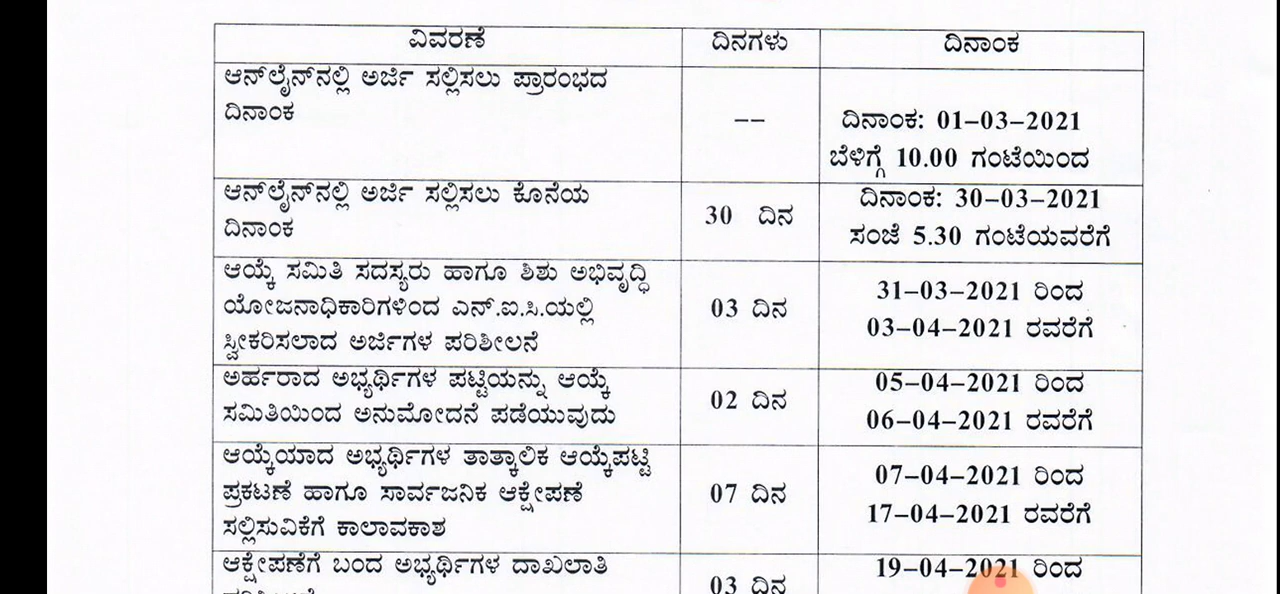 ವಿವರಣೆ ದಿನಗಳು ದಿನಾಂಕ
ಆನ್‌ಲೈನ್‌ನಲ್ಲಿ ಅರ್ಜಿ ಸಲ್ಲಿಸಲು ಪ್ರಾರಂಭದ
ದಿನಾಂಕ
--
ದಿನಾಂಕ: 01-03-2021
ಬೆಳಿಗ್ಗೆ 10.00 ಗಂಟೆಯಿಂದ
ಆನ್‌ಲೈನ್‌ನಲ್ಲಿ ಅರ್ಜಿ ಸಲ್ಲಿಸಲು ಕೊನೆಯ
ದಿನಾಂಕ
30 ದಿನ
ದಿನಾಂಕ: 30-03-2021
ಸಂಜೆ 5.30 ಗಂಟೆಯವರೆಗೆ
ಆಯ್ಕೆ ಸಮಿತಿ ಸದಸ್ಯರು ಹಾಗೂ ಶಿಶು ಅಭಿವೃದ್ಧಿ
ಯೋಜನಾಧಿಕಾರಿಗಳಿಂದ ಎನ್.ಐ.ಸಿ.ಯಲ್ಲಿ
ಸ್ವೀಕರಿಸಲಾದ ಅರ್ಜಿಗಳ ಪರಿಶೀಲನೆ
03 ದಿನ
31-03-2021 ರಿಂದ
03-04-2021 ರವರೆಗೆ
ಅರ್ಹರಾದ ಅಭ್ಯರ್ಥಿಗಳ ಪಟ್ಟಿಯನ್ನು ಆಯ್ಕೆ
ಸಮಿತಿಯಿಂದ ಅನುಮೋದನೆ ಪಡೆಯುವುದು
02 ದಿನ
05-04-2021 ರಿಂದ
06-04-2021 ರವರೆಗೆ
ಆಯ್ಕೆಯಾದ ಅಭ್ಯರ್ಥಿಗಳ ತಾತ್ಕಾಲಿಕ ಆಯ್ಕೆಪಟ್ಟಿ
ಪ್ರಕಟಣೆ ಹಾಗೂ ಸಾರ್ವಜನಿಕ ಆಕ್ಷೇಪಣೆ
ಸಲ್ಲಿಸುವಿಕೆಗೆ ಕಾಲಾವಕಾಶ
07 ದಿನ
07-04-2021 ರಿಂದ
17-04-2021 ರವರೆಗೆ
ಆಕ್ಷೇಪಣೆಗೆ ಬಂದ ಅಭ್ಯರ್ಥಿಗಳ ದಾಖಲಾತಿ
03 ದಿನ
19-04-2021 ರಿಂದ